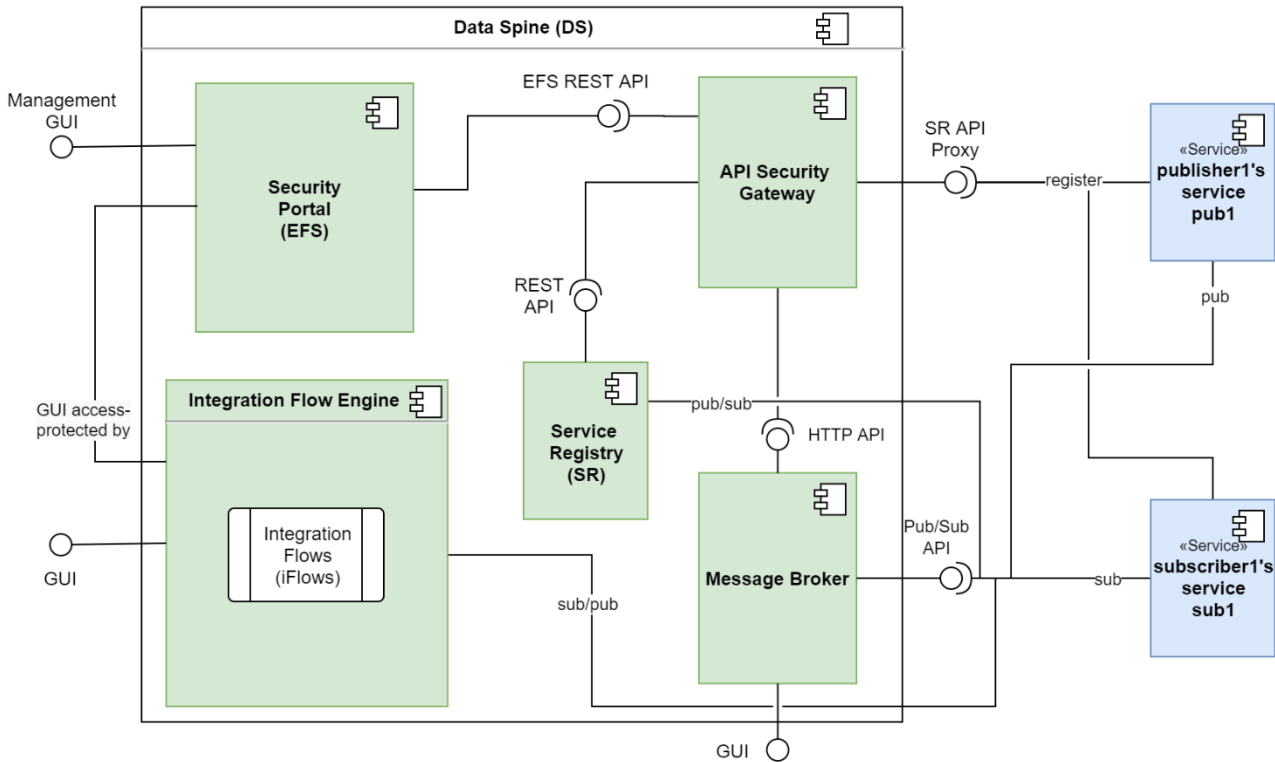 Data Spine (DS)
Management
GUI
EFS REST API
SR API
Proxy
Security
Portal
(EFS)
API Security
Gateway
register
«Service»
publisher1's
service
pub1
REST
API
pub
GUI access-
protected by
Integration Flow Engine
pub/sub
Service
Registry
(SR)
HTTP API
Integration
Flows
(iFlows)
GUI
Pub/Sub
API
Message Broker
sub
«Service»
subscriber1's
service
sub1
sub/pub
GUI